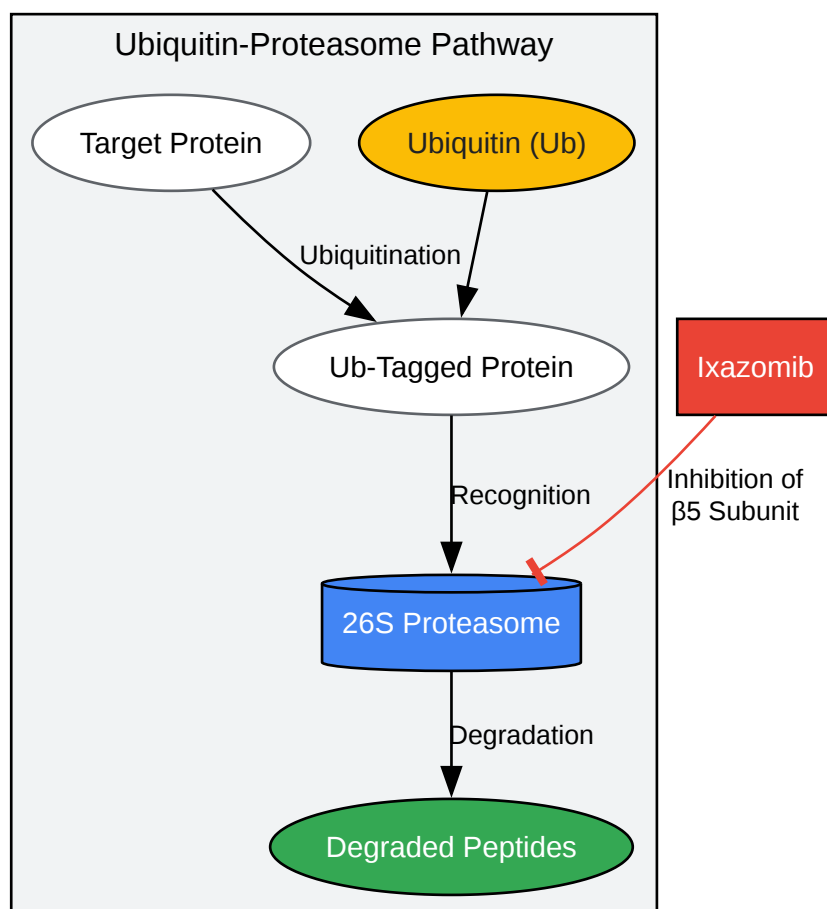 Ubiquitin-Proteasome Pathway
Target Protein
Ubiquitin (Ub)
Ubiquitination
Ub-Tagged Protein
Ixazomib
Recognition
Inhibition of
β5 Subunit
26S Proteasome
Degradation
Degraded Peptides